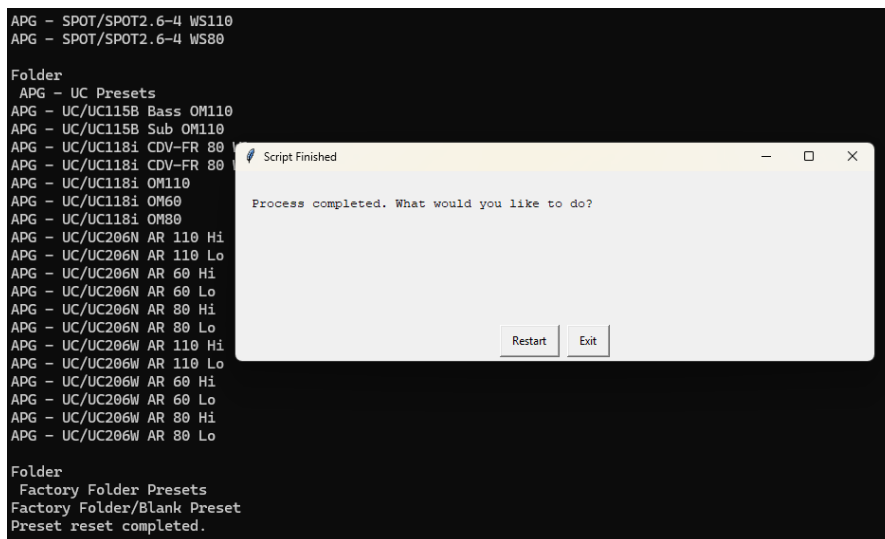 APG - SPOT/SPOT2.6-4 WS110
APG - SPOT/SPOT2.6-4 WS80
Folder
APG - UC Presets
APG - UC/UC115B Bass OM110
APG - UC/UC115B Sub OM110
APG - UC/UC118i CDV-FR 80
APG - UC/UC118i CDV-FR 80
APG - UC/UC118i OM110
APG - UC/UC118i OM60
APG - UC/UC118i OM80
APG - UC/UC206N AR 110 Hi
APG - UC/UC206N AR 110 Lo
APG - UC/UC206N AR 60 Hi
APG - UC/UC206N AR 60 Lo
APG - UC/UC206N AR 80 Hi
APG - UC/UC206N AR 80 Lo
APG - UC/UC206W AR 110 Hi
APG - UC/UC206W AR 110 Lo
APG - UC/UC206W AR 60 Hi
APG - UC/UC206W AR 60 Lo
APG - UC/UC206W AR 80 Hi
APG - UC/UC206W AR 80 Lo
Folder
Factory Folder Presets
Factory Folder/Blank Preset
Preset reset completed.
Script Finished
Process completed. What would you like to do?
Restart
Exit